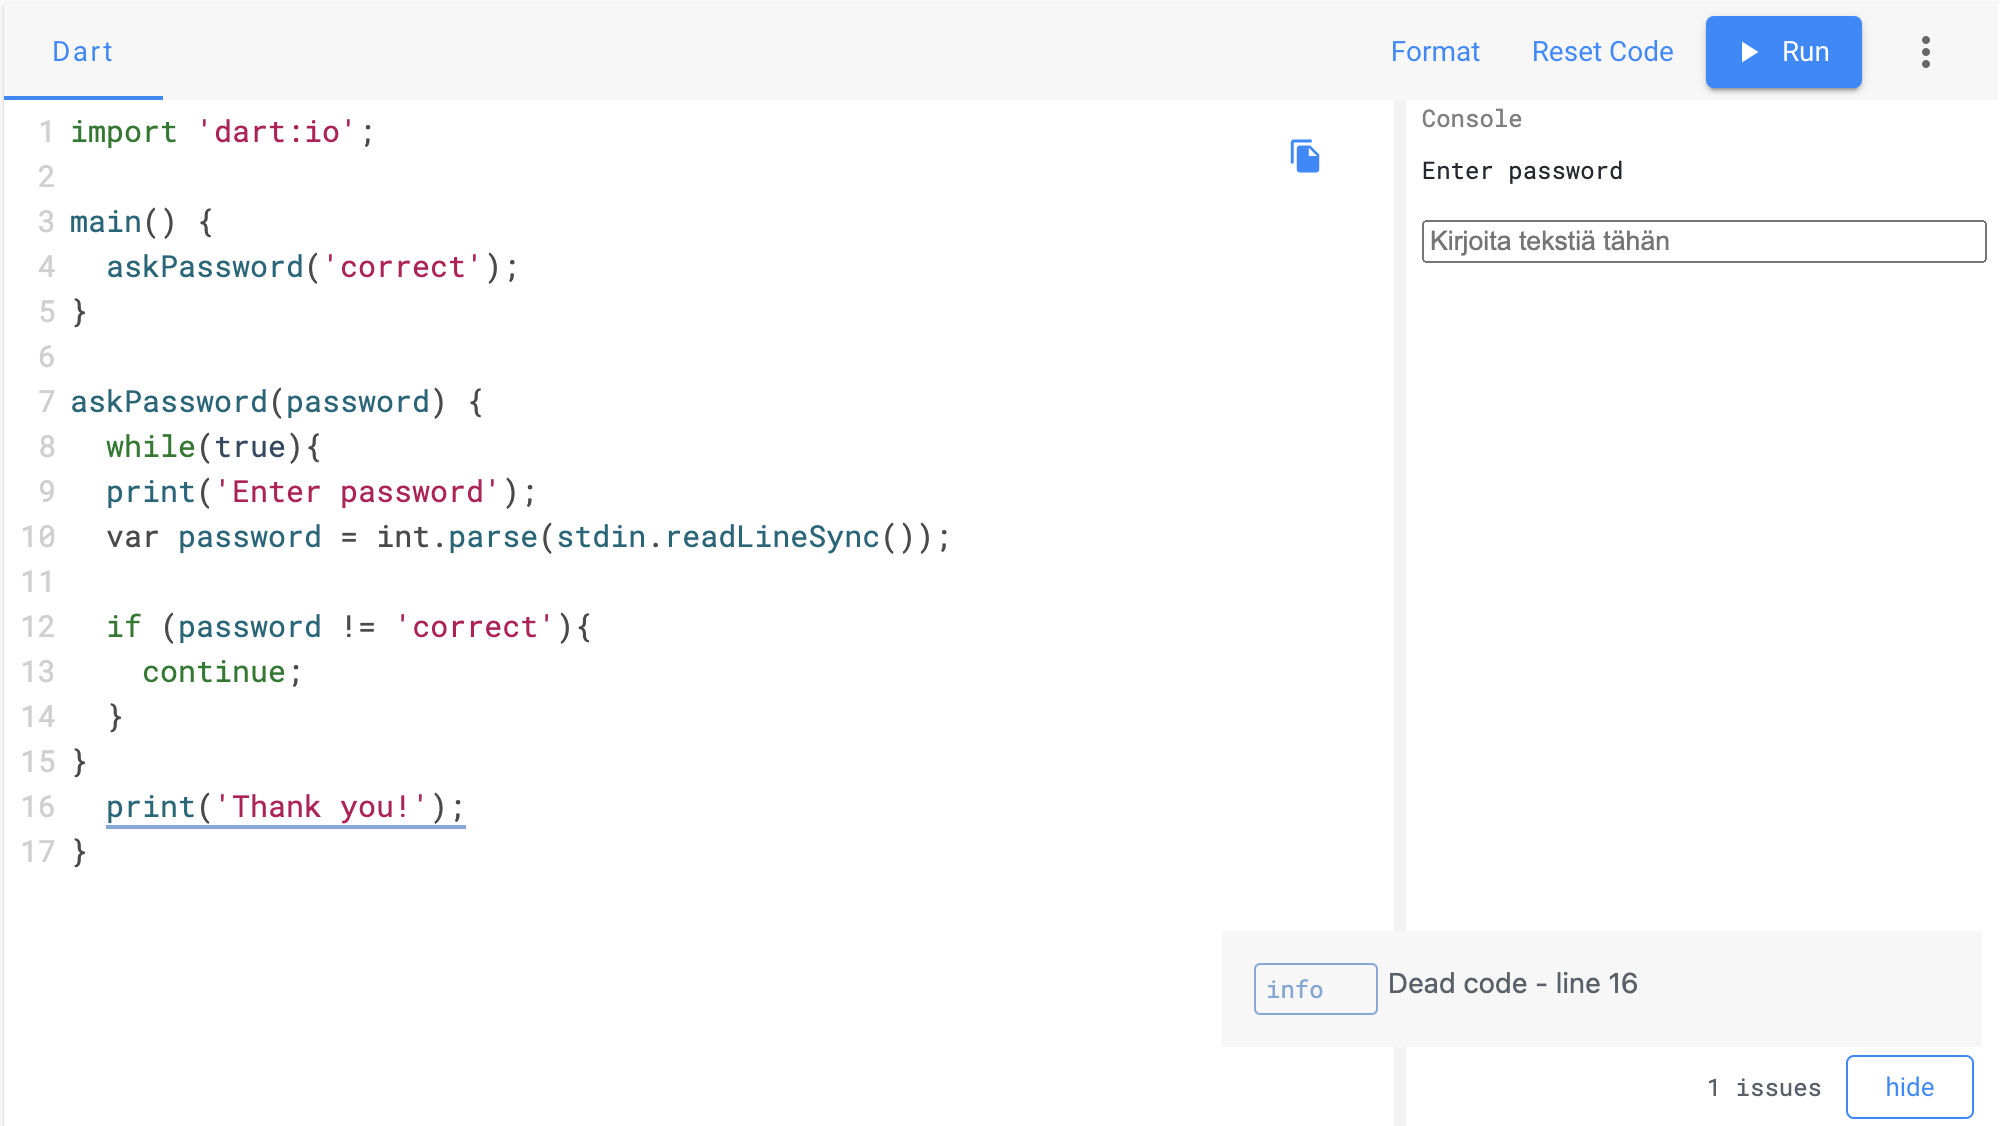 Dart
Format Reset Code Run
1 import 'dart:io';
2
3 main() {
4   askPassword('correct');
5 }
6
7 askPassword(password) {
8   while(true){
9   print('Enter password');
10   var password = int.parse(stdin.readLineSync());
11
12   if (password != 'correct'){
13     continue;
14   }
15 }
16   print('Thank you!');
17 }
Console
Enter password
Kirjoita tekstiä tähän
info Dead code - line 16
1 issues hide